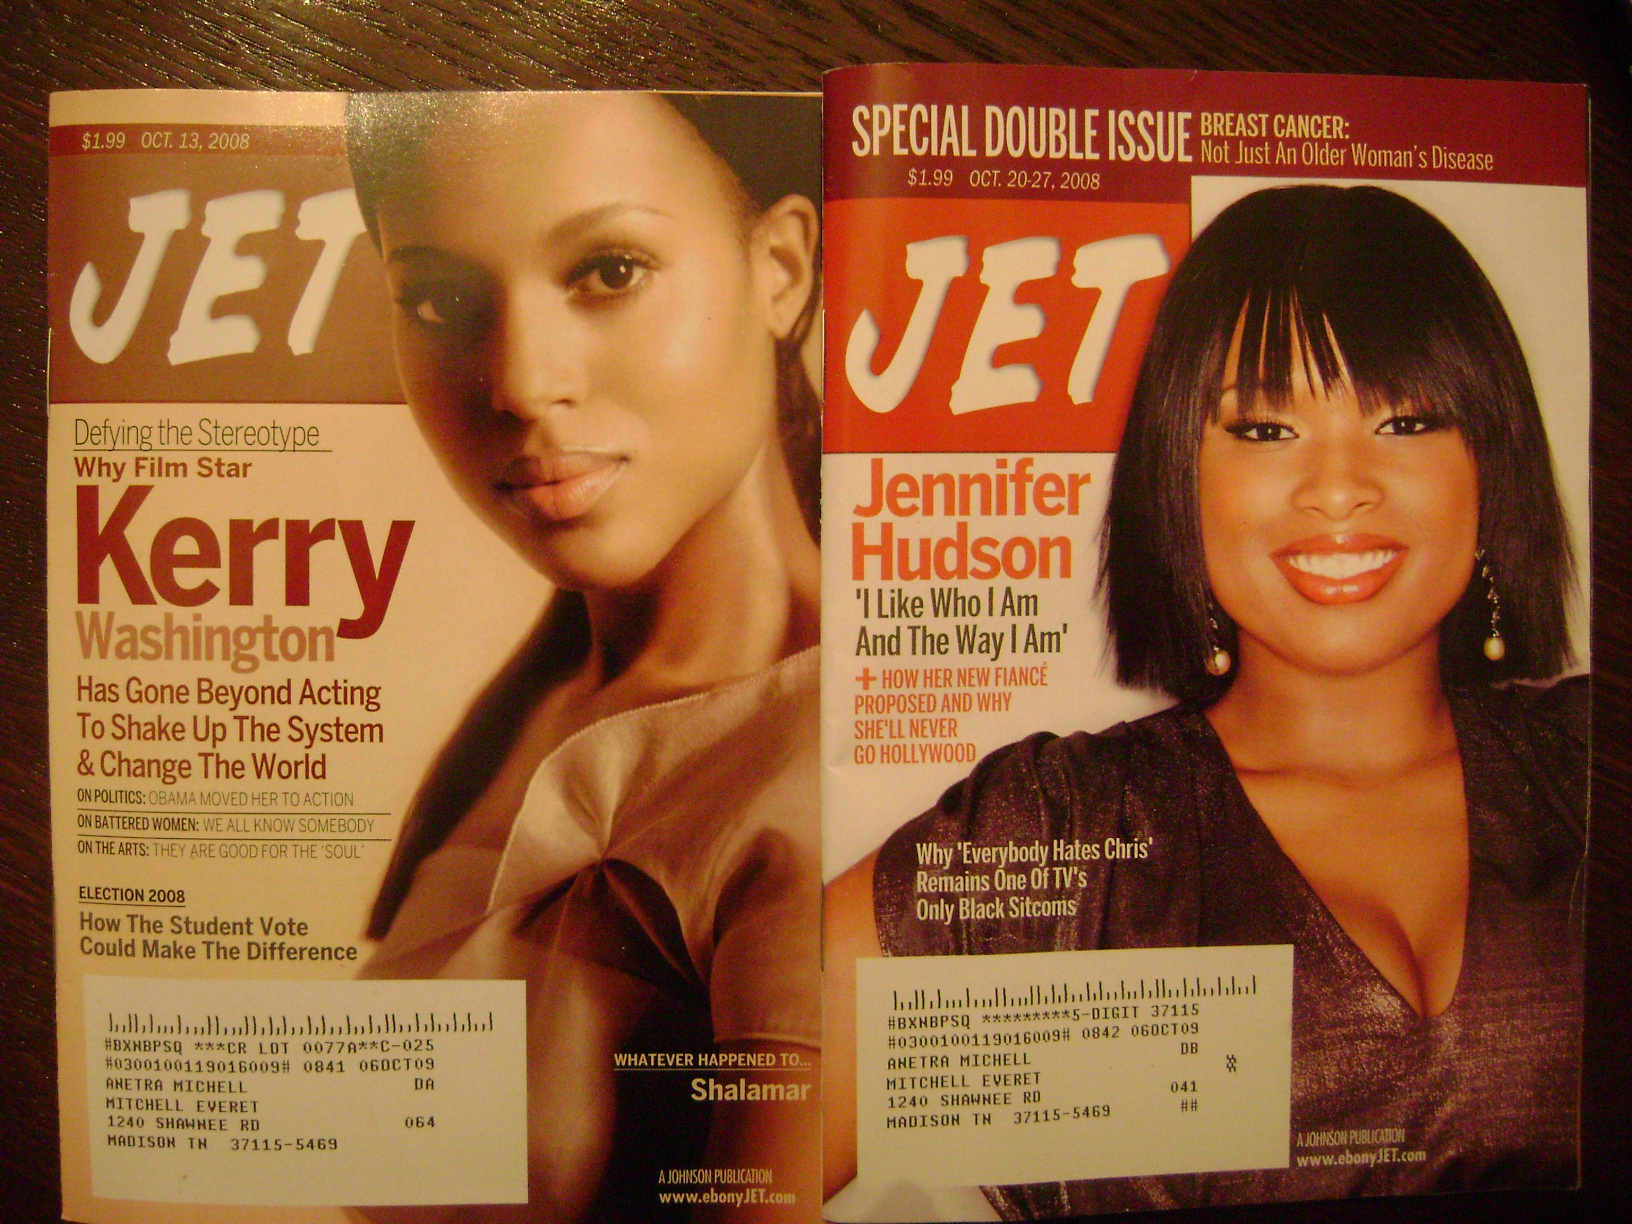 $1.99 OCT. 13, 2008
JET
Defying the Stereotype
Why Film Star
Kerry
Washington
Has Gone Beyond Acting
To Shake Up The System
& Change The World
ON POLITICS: OBAMA MOVED HER TO ACTION
ON BATTERED WOMEN: WE ALL KNOW SOMEBODY
ON THE ARTS: THEY ARE GOOD FOR THE 'SOUL'
ELECTION 2008
How The Student Vote
Could Make The Difference
#BXNBPSQ ***CR LOT 0077A**C-025
#0300100119016009# 0841 06OCT09
ANETRA MICHELL DA
MITCHELL EVERET
1240 SHAWNEE RD 064
MADISON TN 37115-5469
WHATEVER HAPPENED TO...
Shalamar
A JOHNSON PUBLICATION
www.ebonyJET.com
SPECIAL DOUBLE ISSUE
BREAST CANCER:
Not Just An Older Woman's Disease
$1.99 OCT. 20-27, 2008
JET
Jennifer
Hudson
'I Like Who I Am
And The Way I Am'
+ HOW HER NEW FIANCÉ
PROPOSED AND WHY
SHE'LL NEVER
GO HOLLYWOOD
Why 'Everybody Hates Chris'
Remains One Of TV's
Only Black Sitcoms
#BXNBPSQ *********5-DIGIT 37115
#0300100119016009# 0842 06OCT09
ANETRA MICHELL DB
MITCHELL EVERET
1240 SHAWNEE RD 041
MADISON TN 37115-5469 ##
A JOHNSON PUBLICATION
www.ebonyJET.com